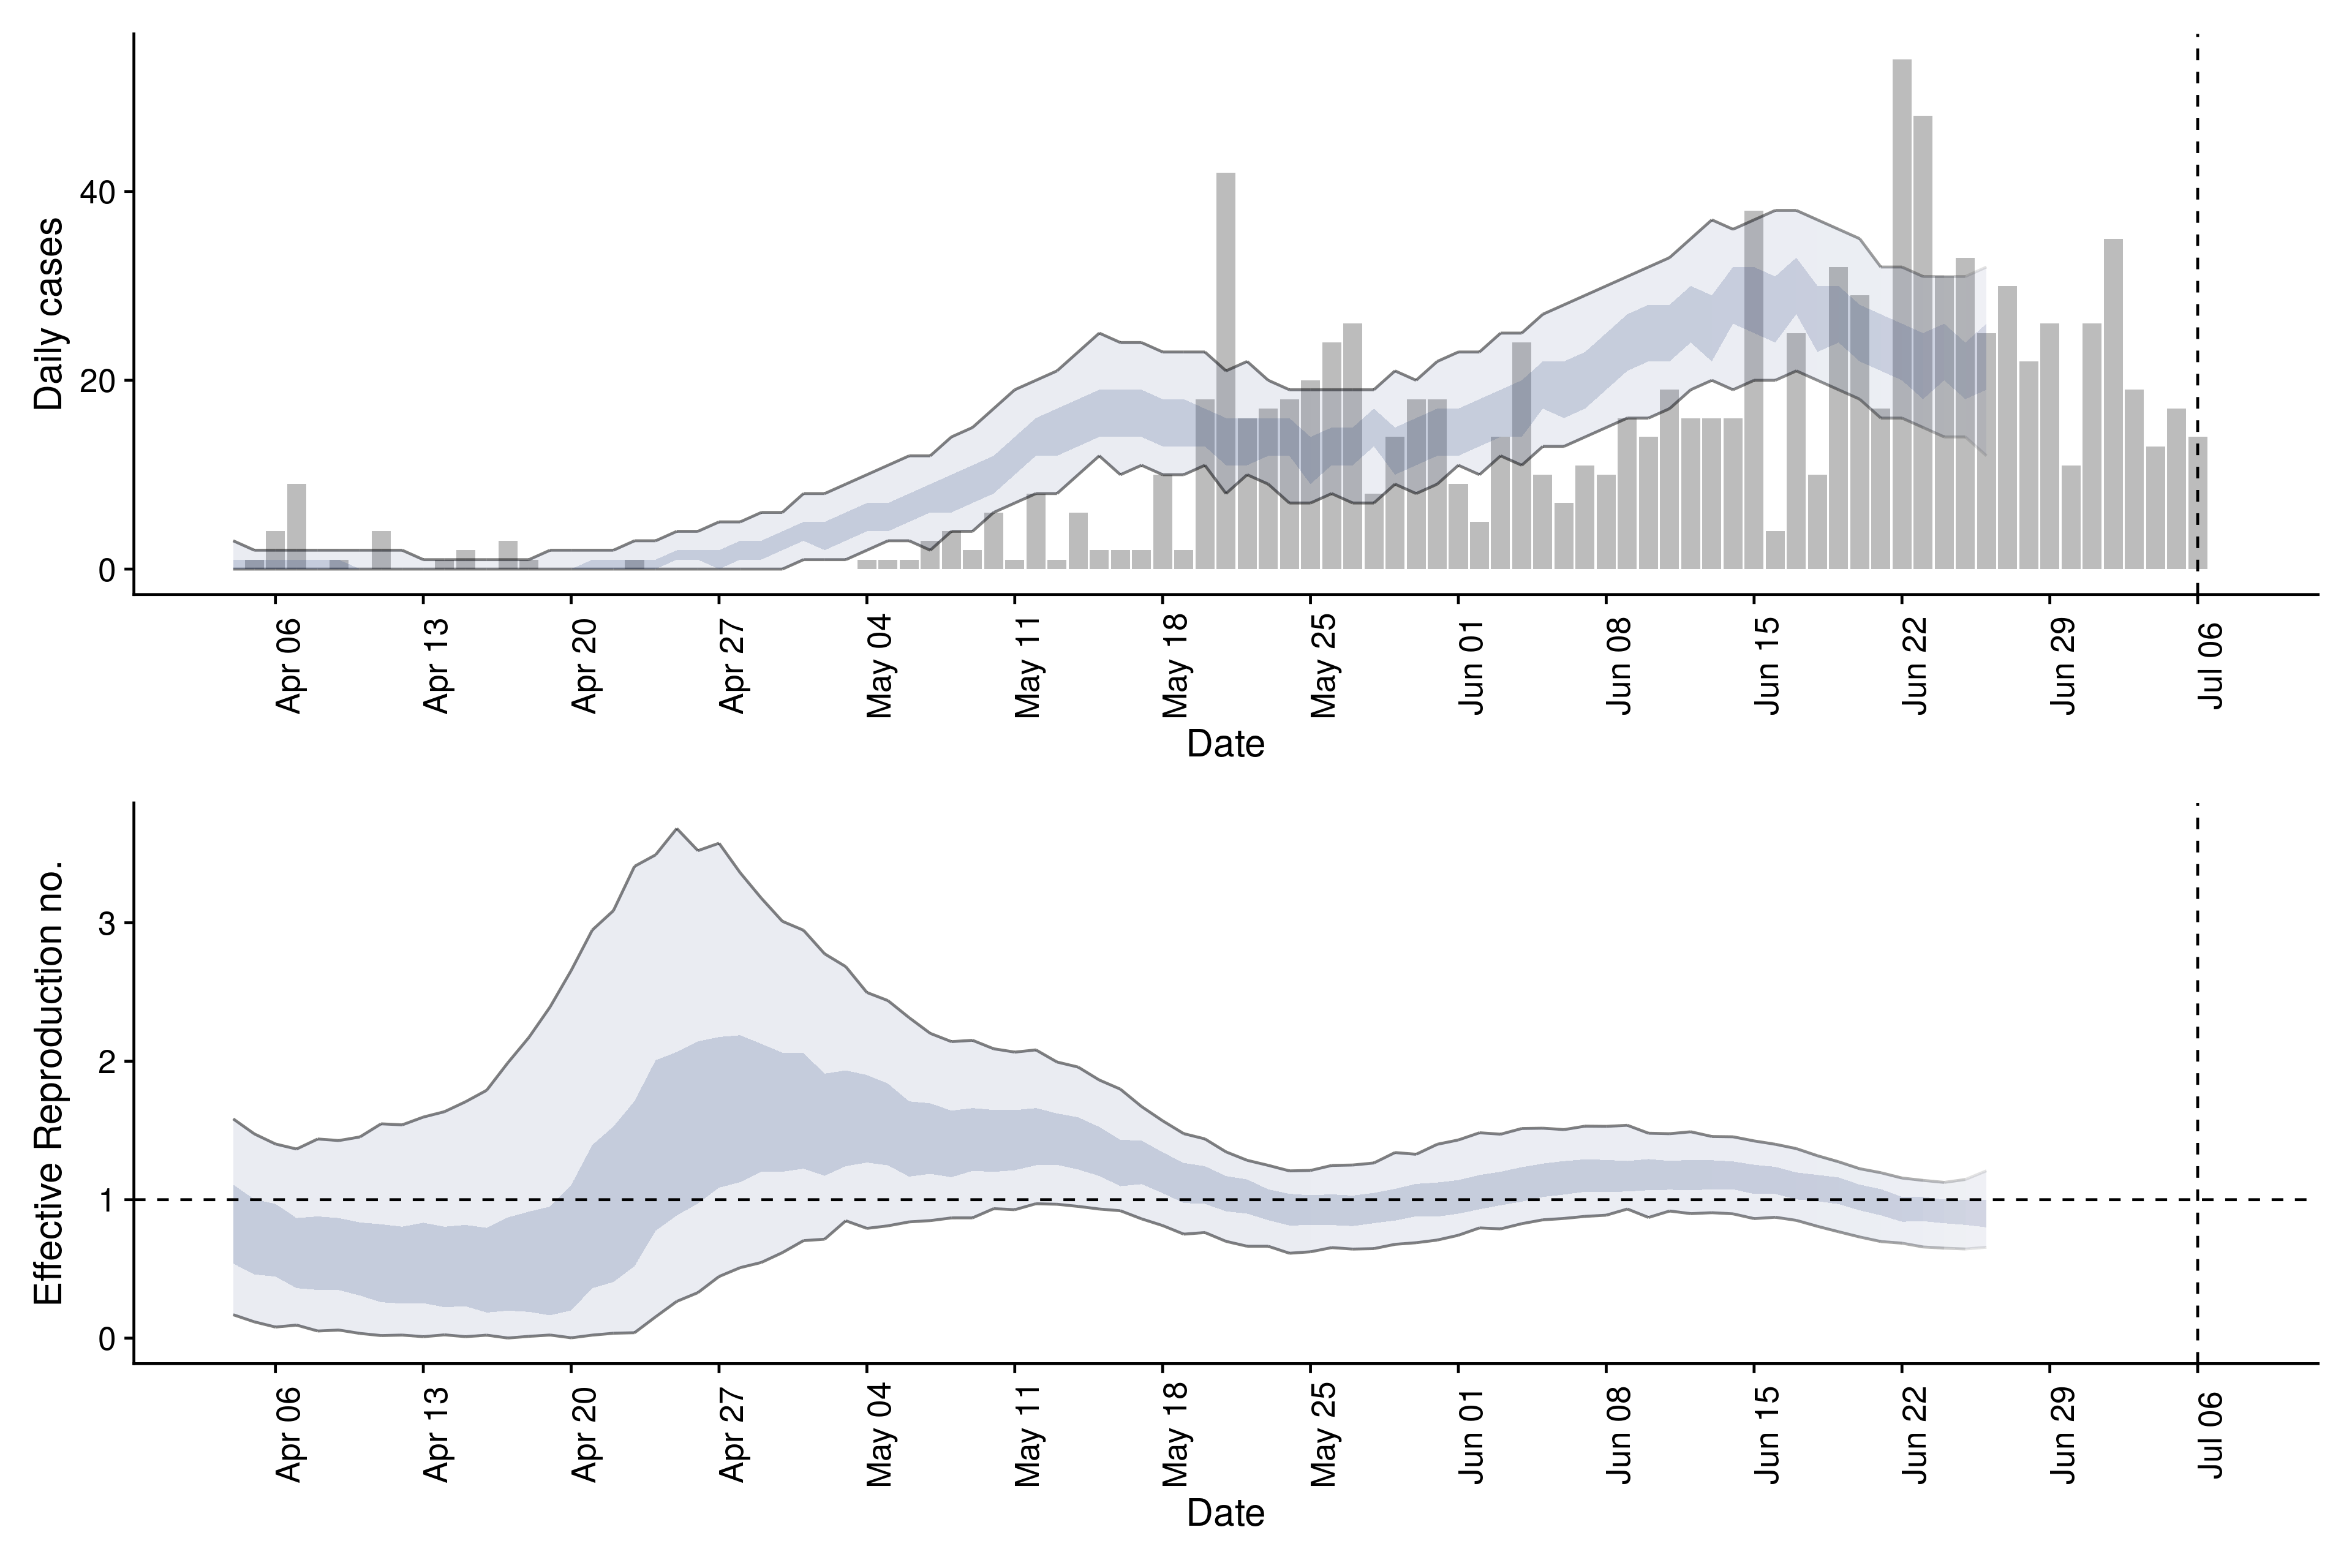 Daily cases
40
20
0
Apr 06
Apr 13
Apr 20
Apr 27
May 04
May 11
May 18
May 25
Jun 01
Jun 08
Jun 15
Jun 22
Jun 29
Jul 06
Date
Effective Reproduction no.
3
2
1
0
Apr 06
Apr 13
Apr 20
Apr 27
May 04
May 11
May 18
May 25
Jun 01
Jun 08
Jun 15
Jun 22
Jun 29
Jul 06
Date